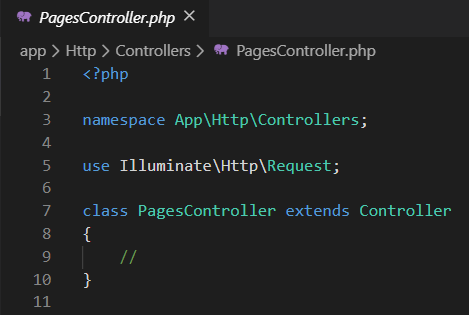 PagesController.php ×
app > Http > Controllers > PagesController.php
1 <?php
2
3 namespace App\Http\Controllers;
4
5 use Illuminate\Http\Request;
6
7 class PagesController extends Controller
8 {
9     //
10 }
11